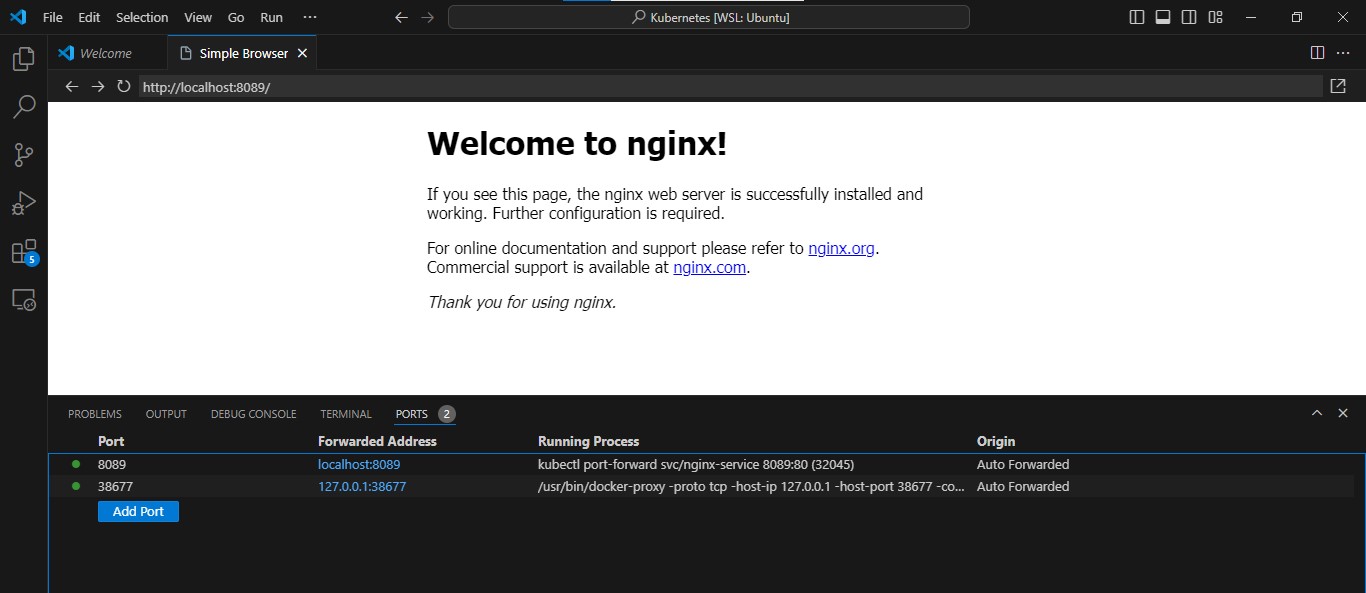 File Edit Selection View Go Run ···
Kubernetes [WSL: Ubuntu]
Welcome
Simple Browser
http://localhost:8089/
5
Welcome to nginx!
If you see this page, the nginx web server is successfully installed and
working. Further configuration is required.
For online documentation and support please refer to nginx.org.
Commercial support is available at nginx.com.
Thank you for using nginx.
PROBLEMS OUTPUT DEBUG CONSOLE TERMINAL PORTS 2
Port Forwarded Address Running Process Origin
8089 localhost:8089 kubectl port-forward svc/nginx-service 8089:80 (32045) Auto Forwarded
38677 127.0.0.1:38677 /usr/bin/docker-proxy -proto tcp -host-ip 127.0.0.1 -host-port 38677 -co... Auto Forwarded
Add Port